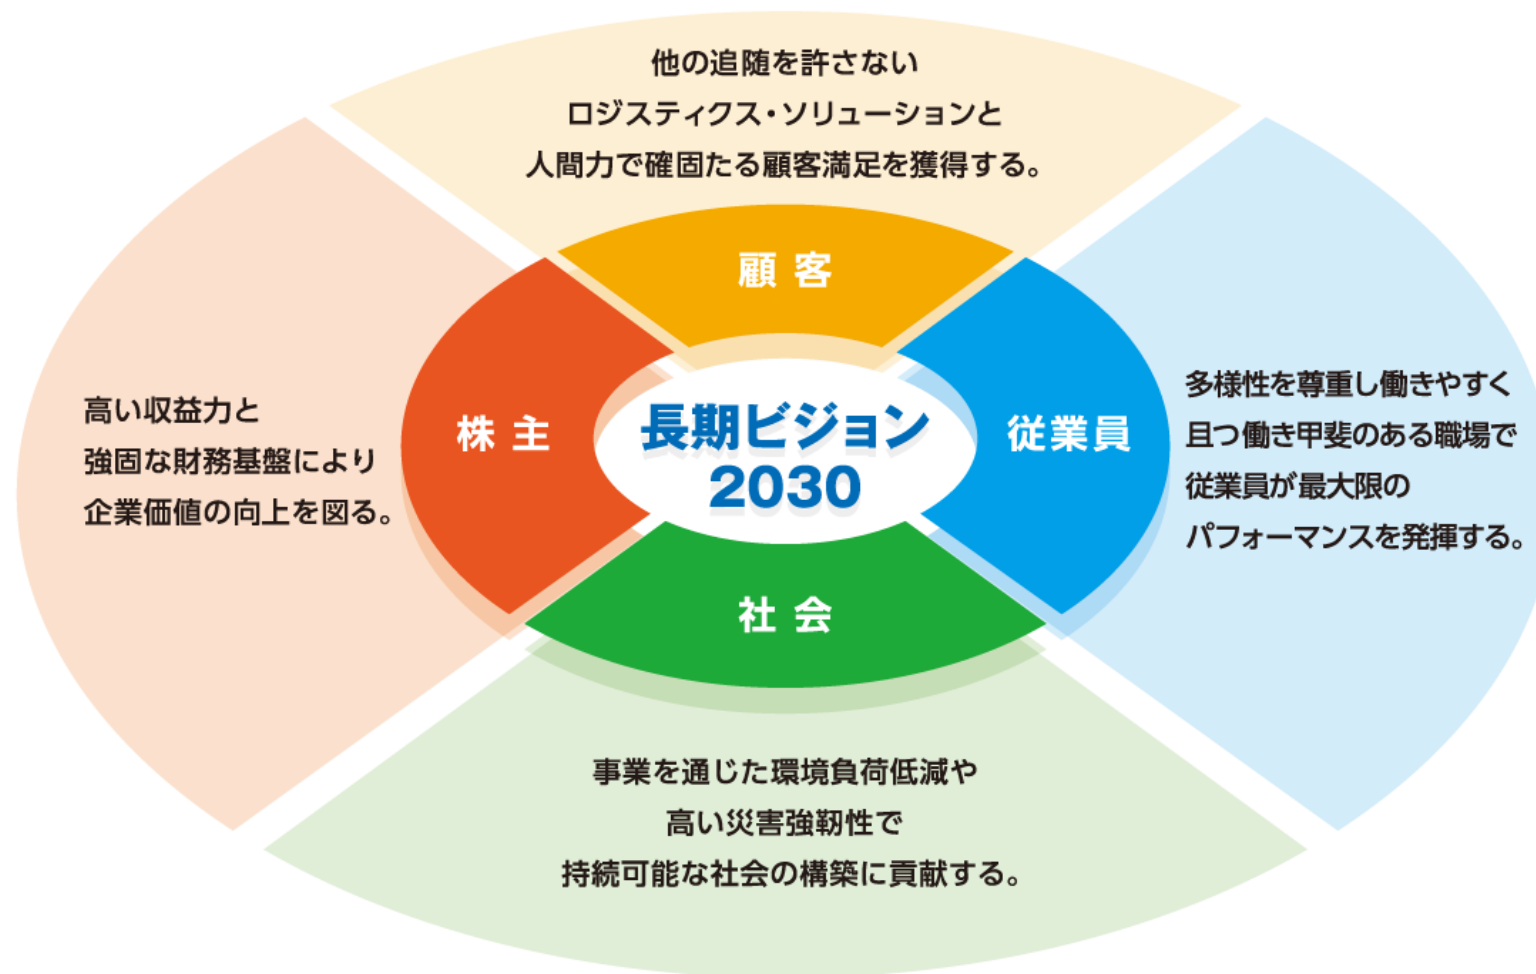 他の追随を許さない
ロジスティクス・ソリューションと
人間力で確固たる顧客満足を獲得する。
顧客
高い収益力と
強固な財務基盤により
企業価値の向上を図る。
株主
長期ビジョン
2030
従業員
多様性を尊重し働きやすく
且つ働き甲斐のある職場で
従業員が最大限の
パフォーマンスを発揮する。
社会
事業を通じた環境負荷低減や
高い災害強靭性で
持続可能な社会の構築に貢献する。